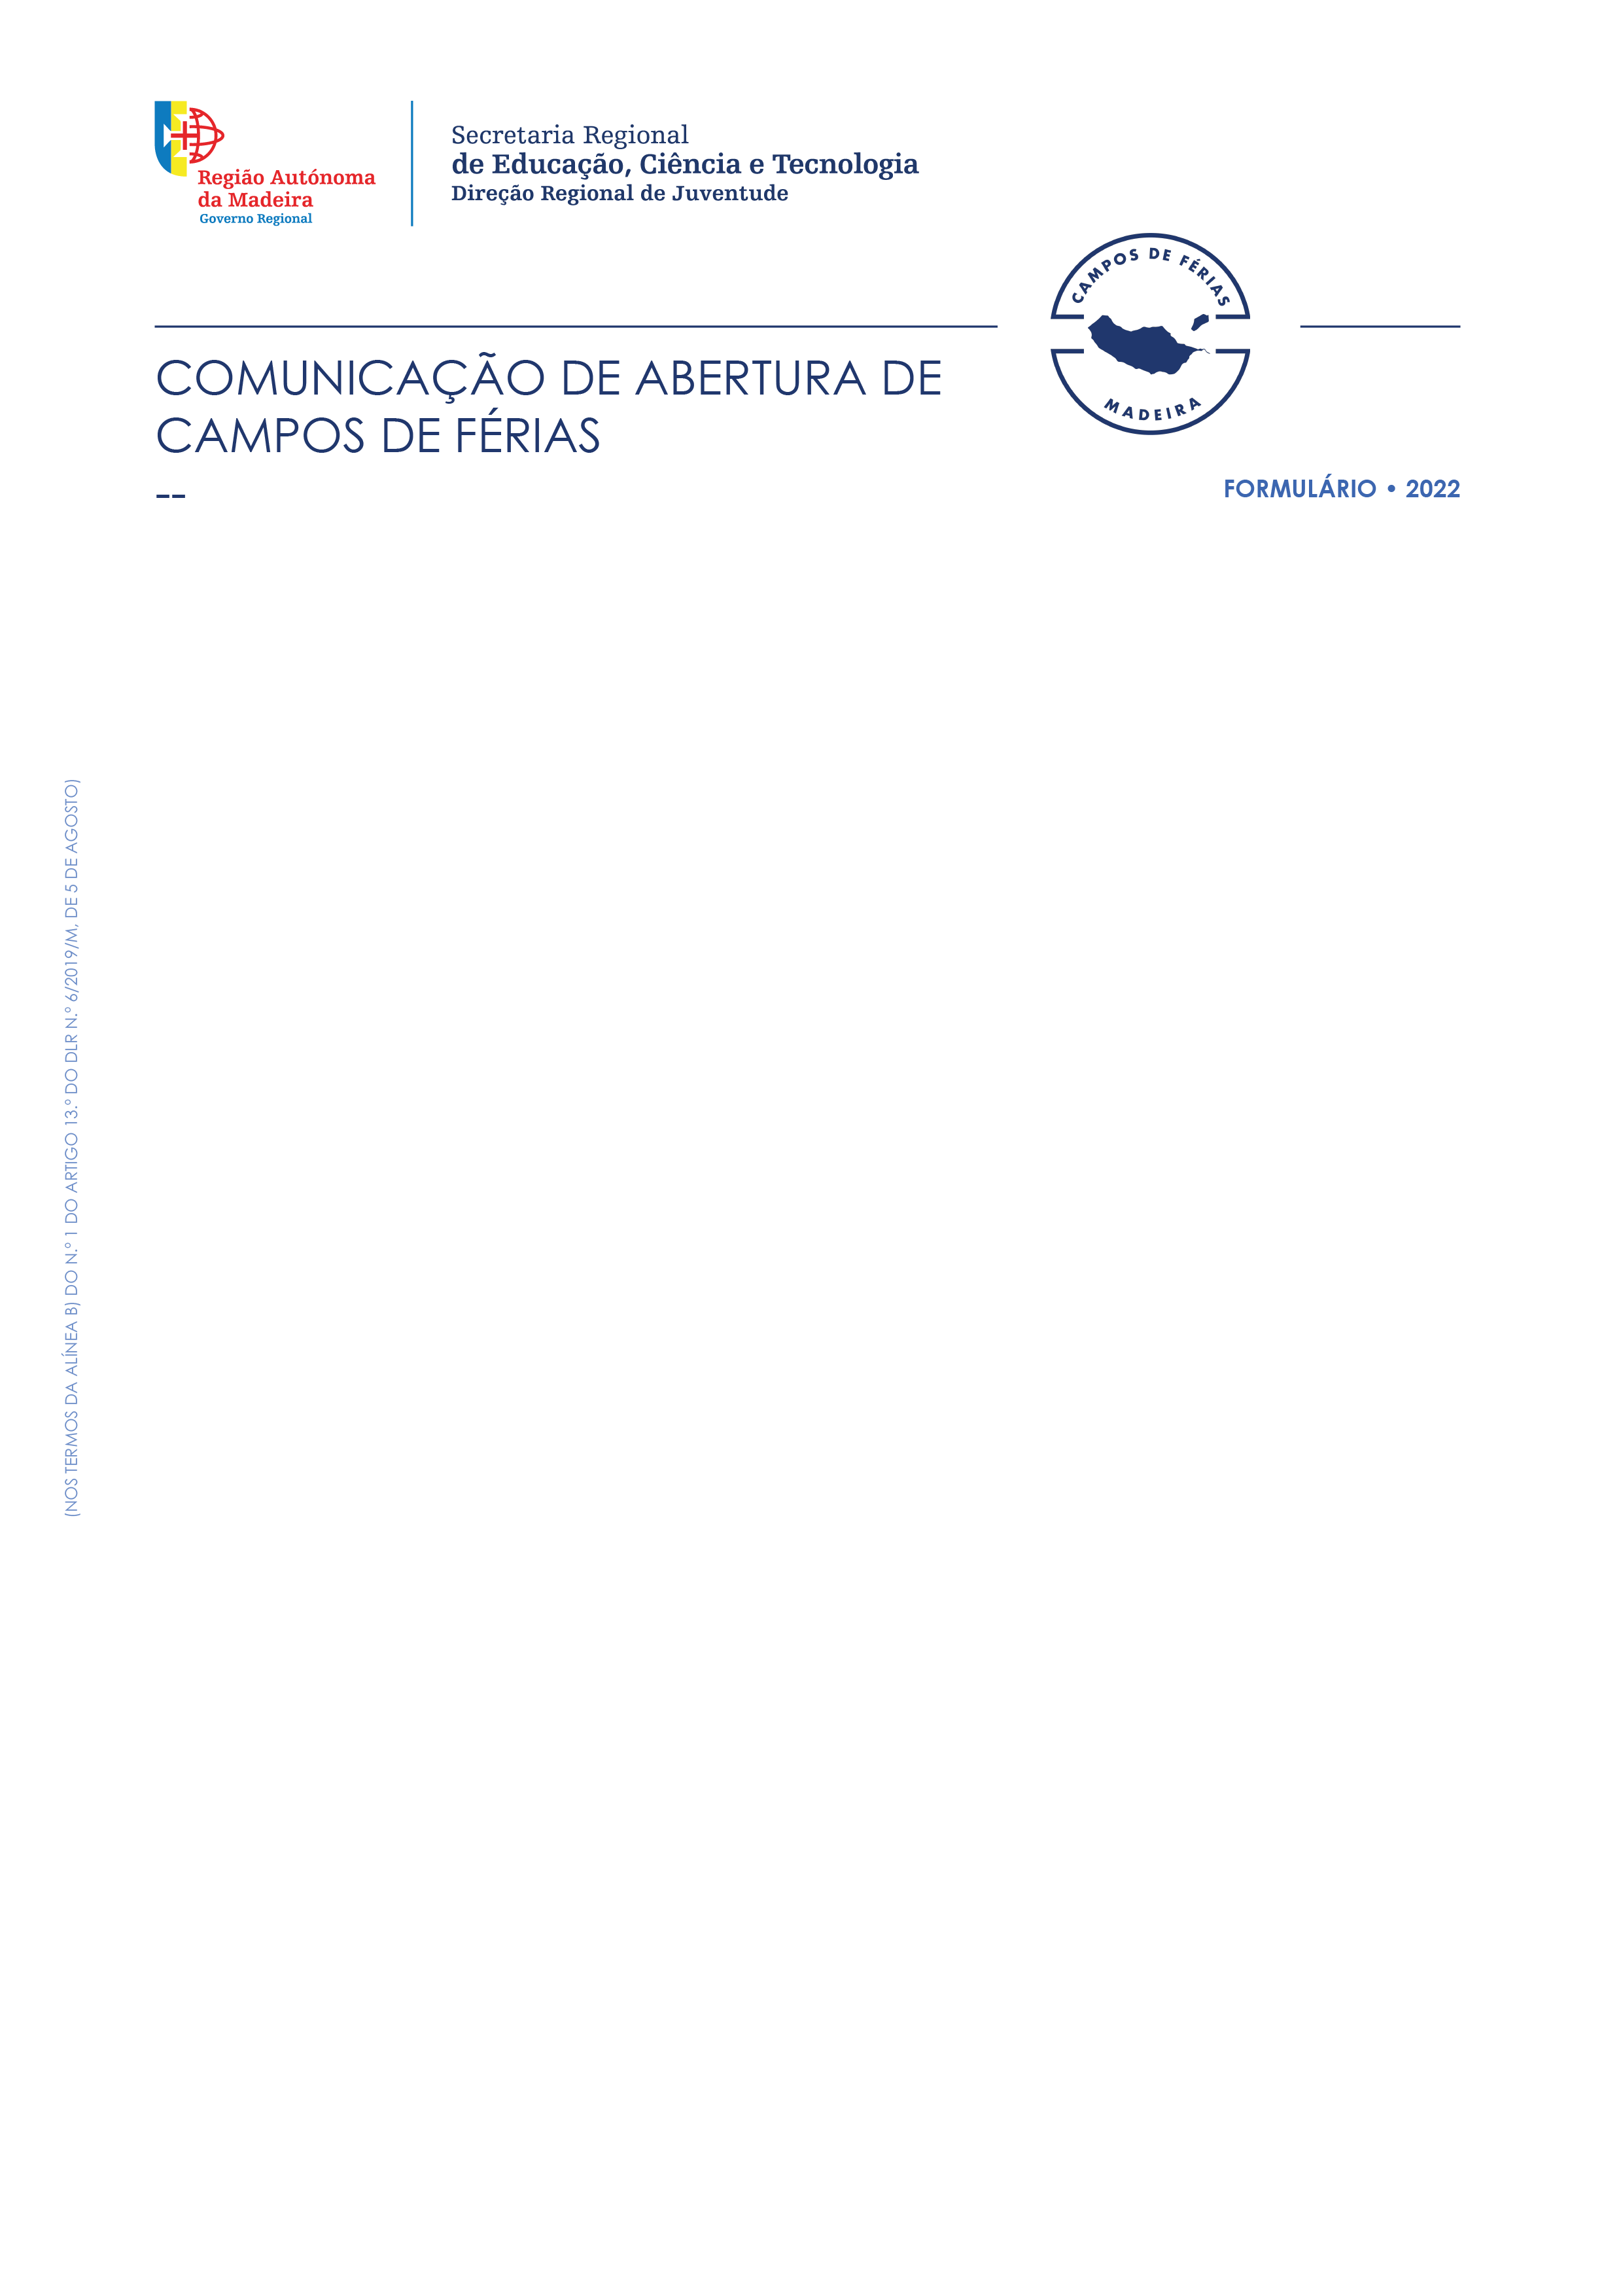 Região Autónoma
da Madeira
Governo Regional
Secretaria Regional
de Educação, Ciência e Tecnologia
Direção Regional de Juventude
CAMPOS DE FÉRIAS
MADEIRA
COMUNICAÇÃO DE ABERTURA DE
CAMPOS DE FÉRIAS
--
FORMULÁRIO • 2022
(NOS TERMOS DA ALÍNEA B) DO N.º 1 DO ARTIGO 13.º DO DLR N.º 6/2019/M, DE 5 DE AGOSTO)